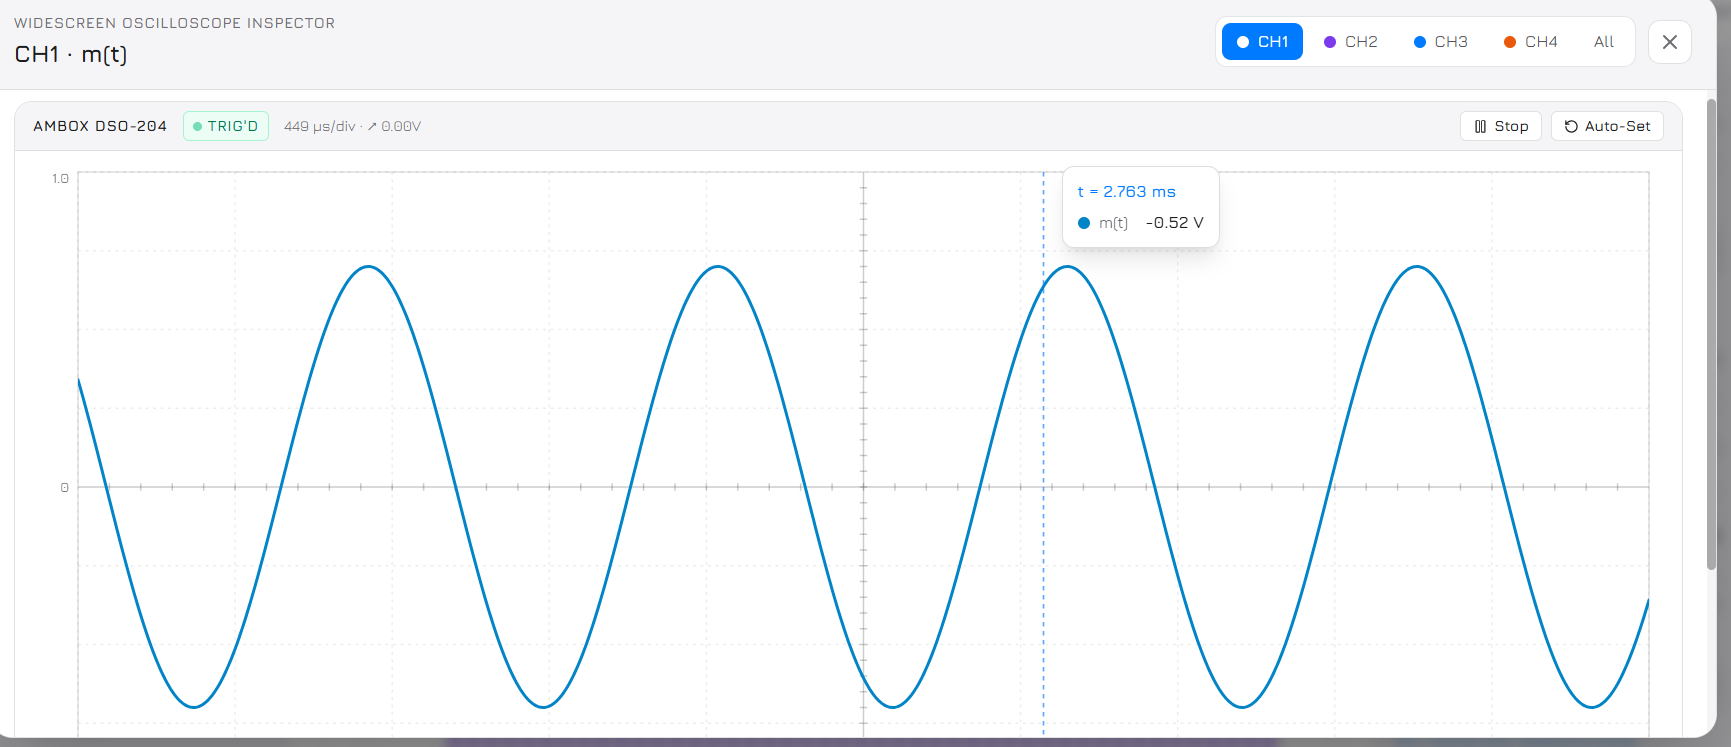 WIDESCREEN OSCILLOSCOPE INSPECTOR
CH1 · m(t)
CH1 CH2 CH3 CH4 All
AMBOX DSO-204 TRIG'D 449 µs/div · ↗ 0.00V Stop Auto-Set
1.0
t = 2.763 ms
m(t) -0.52 V
0